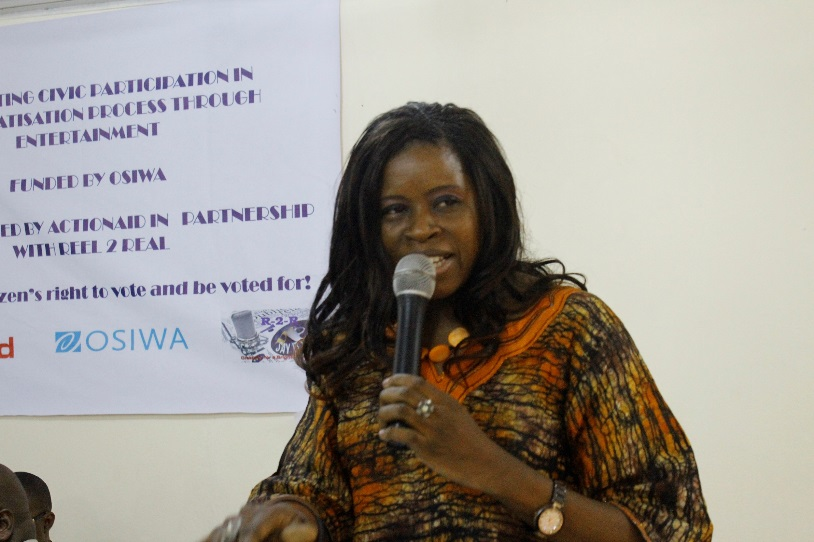 TING CIVIC PARTICIPATION IN
ATISATION PROCESS THROUGH
ENTERTAINMENT
FUNDED BY OSIWA
ED BY ACTIONAID IN PARTNERSHIP
WITH REEL 2 REAL
zen's right to vote and be voted for!
d
OSIWA
R-2-R